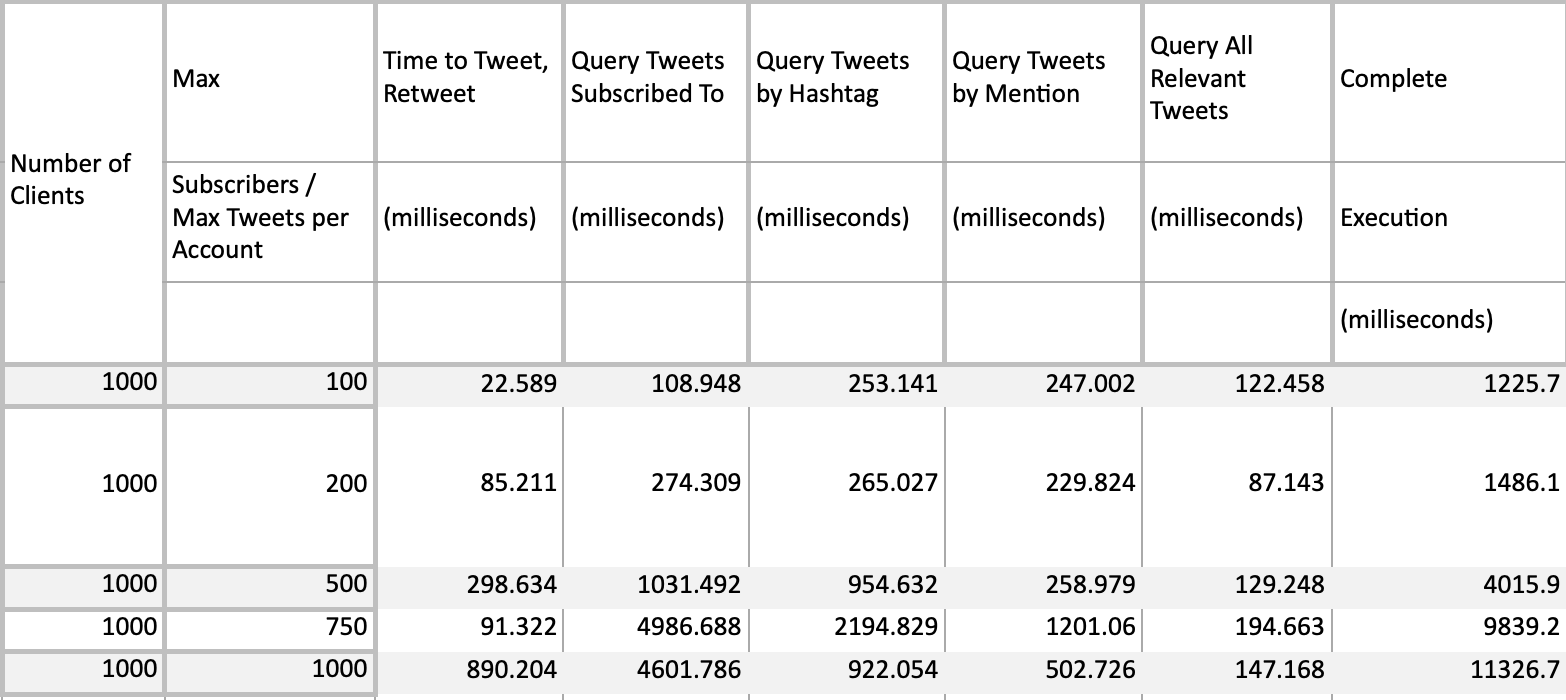 Number of
Clients
Max
Time to Tweet,
Retweet
Query Tweets
Subscribed To
Query Tweets
by Hashtag
Query Tweets
by Mention
Query All
Relevant
Tweets
Complete
Subscribers /
Max Tweets per
Account
(milliseconds)
(milliseconds)
(milliseconds)
(milliseconds)
(milliseconds)
Execution
(milliseconds)
1000 100 22.589 108.948 253.141 247.002 122.458 1225.7
1000 200 85.211 274.309 265.027 229.824 87.143 1486.1
1000 500 298.634 1031.492 954.632 258.979 129.248 4015.9
1000 750 91.322 4986.688 2194.829 1201.06 194.663 9839.2
1000 1000 890.204 4601.786 922.054 502.726 147.168 11326.7